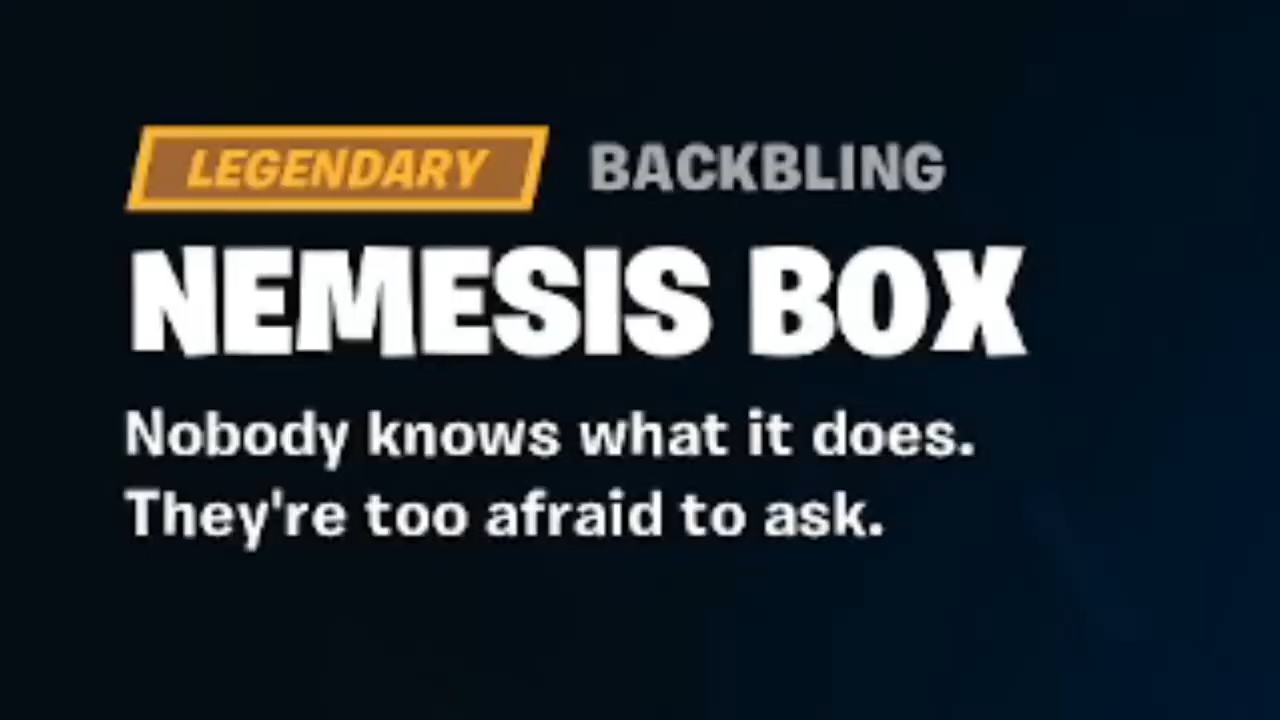 LEGENDARY BACKBLING
NEMESIS BOX
Nobody knows what it does.
They're too afraid to ask.